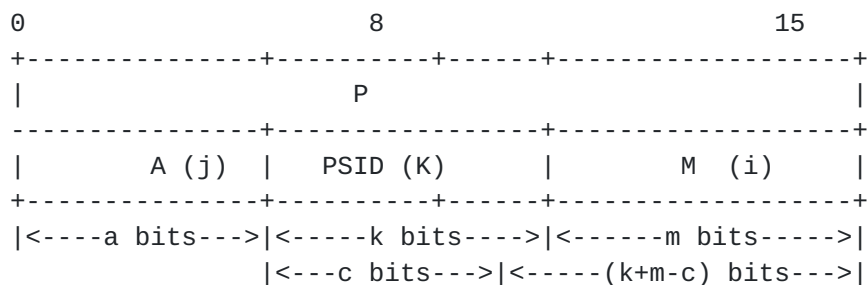 0                     8                       15
+---------------+----------+------+-------------------+
|                     P                               |
----------------+-----------------+-------------------+
|        A (j)  |   PSID (K)      |        M  (i)     |
+---------------+----------+------+-------------------+
|<----a bits--->|<-----k bits---->|<------m bits----->|
                |<---c bits--->|<-----(k+m-c) bits--->|